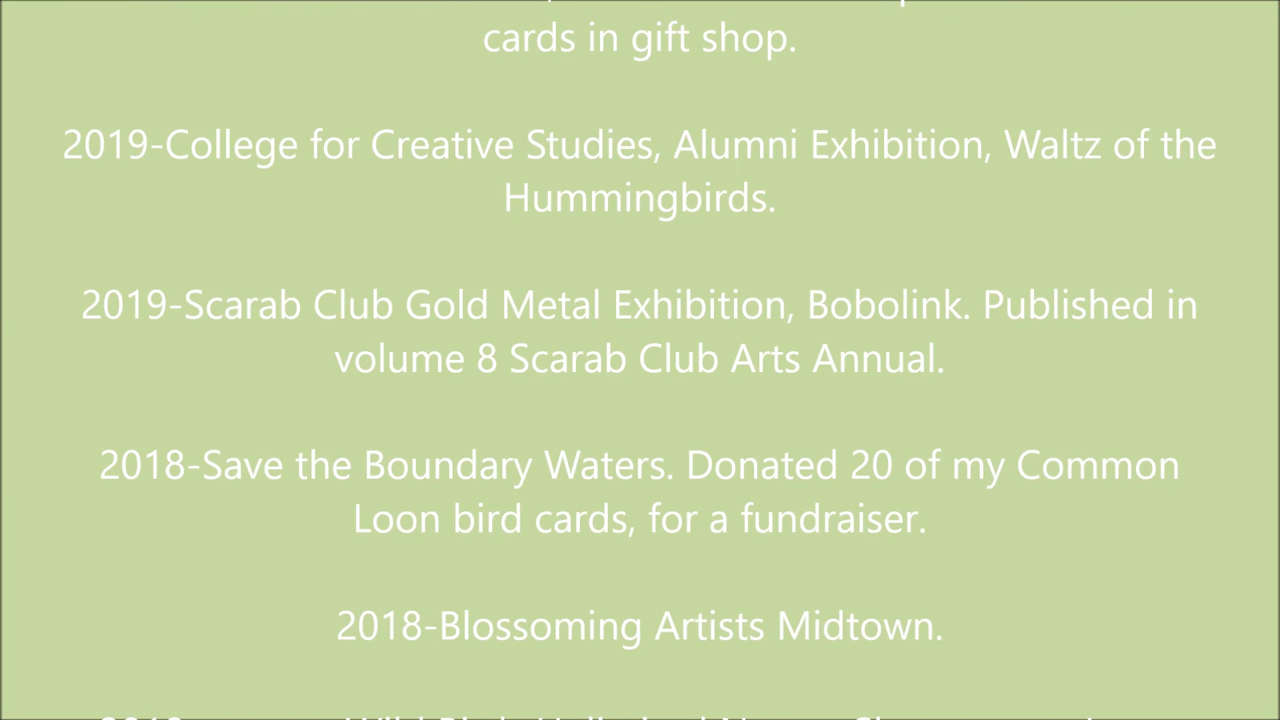 cards in gift shop.
2019-College for Creative Studies, Alumni Exhibition, Waltz of the
Hummingbirds.
2019-Scarab Club Gold Metal Exhibition, Bobolink. Published in
volume 8 Scarab Club Arts Annual.
2018-Save the Boundary Waters. Donated 20 of my Common
Loon bird cards, for a fundraiser.
2018-Blossoming Artists Midtown.